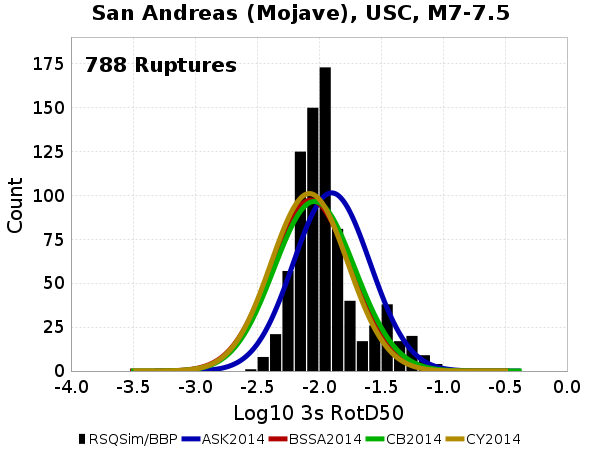 San Andreas (Mojave), USC, M7-7.5
788 Ruptures
175
150
125
100
75
50
25
0
Count
-4.0 -3.5 -3.0 -2.5 -2.0 -1.5 -1.0 -0.5 0.0
Log10 3s RotD50
RSQSim/BBP ASK2014 BSSA2014 CB2014 CY2014